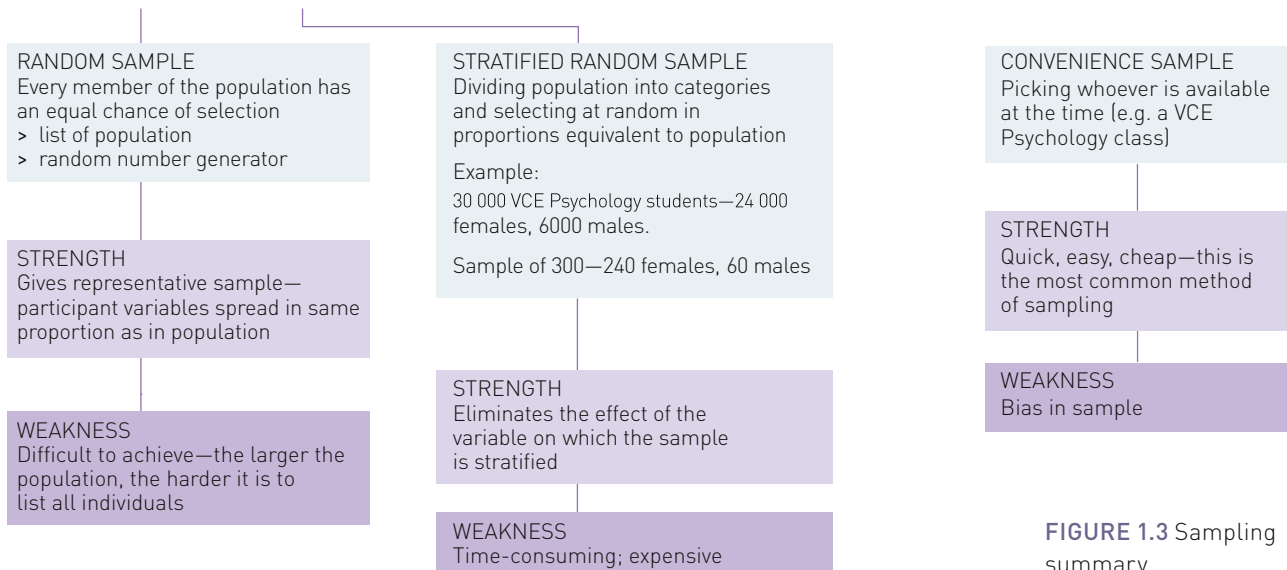 RANDOM SAMPLE
Every member of the population has
an equal chance of selection
> list of population
> random number generator
STRENGTH
Gives representative sample—
participant variables spread in same
proportion as in population
WEAKNESS
Difficult to achieve—the larger the
population, the harder it is to
list all individuals
STRATIFIED RANDOM SAMPLE
Dividing population into categories
and selecting at random in
proportions equivalent to population
Example:
30 000 VCE Psychology students—24 000
females, 6000 males.
Sample of 300—240 females, 60 males
STRENGTH
Eliminates the effect of the
variable on which the sample
is stratified
WEAKNESS
Time-consuming; expensive
CONVENIENCE SAMPLE
Picking whoever is available
at the time (e.g. a VCE
Psychology class)
STRENGTH
Quick, easy, cheap—this is
the most common method
of sampling
WEAKNESS
Bias in sample
FIGURE 1.3 Sampling
summary